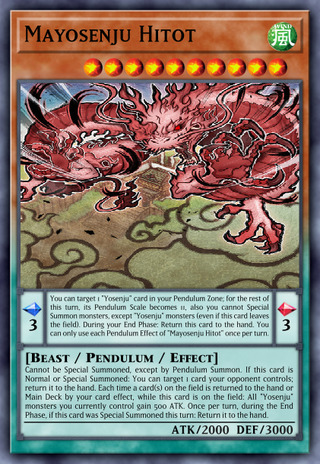 Mayosenju Hitot
WIND
風
You can target 1 "Yosenju" card in your Pendulum Zone; for the rest of
this turn, its Pendulum Scale becomes 11, also you cannot Special
Summon monsters, except "Yosenju" monsters (even if this card leaves
the field). During your End Phase: Return this card to the hand. You
can only use each Pendulum Effect of "Mayosenju Hitot" once per turn.
3
3
[Beast / Pendulum / Effect]
Cannot be Special Summoned, except by Pendulum Summon. If this card is
Normal or Special Summoned: You can target 1 card your opponent controls;
return it to the hand. Each time a card(s) on the field is returned to the hand or
Main Deck by your card effect, while this card is on the field: All "Yosenju"
monsters you currently control gain 500 ATK. Once per turn, during the End
Phase, if this card was Special Summoned this turn: Return it to the hand.
ATK/2000 DEF/3000